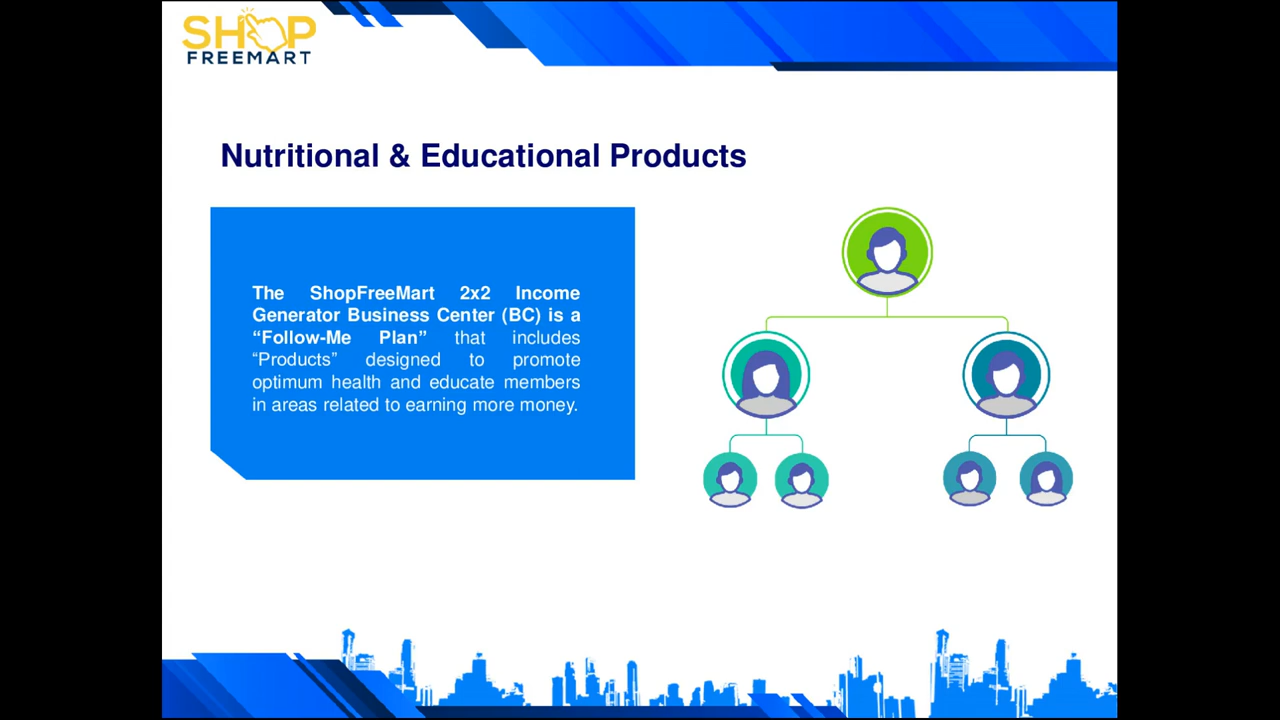 SHOP
FREEMART
Nutritional & Educational Products
The ShopFreeMart 2x2 Income
Generator Business Center (BC) is a
“Follow-Me Plan” that includes
“Products” designed to promote
optimum health and educate members
in areas related to earning more money.